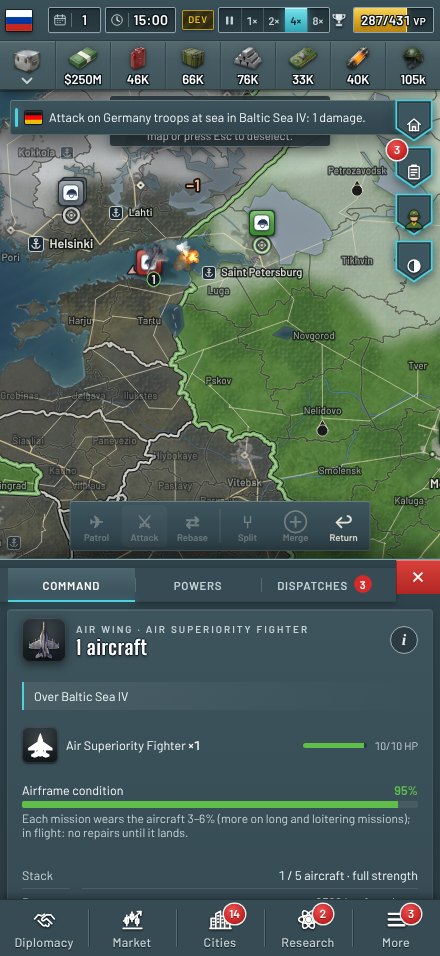 1
15:00
DEV
1×
2×
4×
8×
287/431 VP
$250M
46K
66K
76K
33K
40K
105k
Attack on Germany troops at sea in Baltic Sea IV: 1 damage.
map or press Esc to deselect.
3
Kokkola
Petrozavodsk
−1
Lahti
Helsinki
Pori
Tikhvin
Saint Petersburg
1
Luga
Harju
Tartu
Novgorod
Tver
Pskov
Jelgava
Ilukstes
Nelidovo
Siauliai
Panevezio
Smolensk
Vitebsk
Kaluga
Patrol
Attack
Rebase
Split
Merge
Return
COMMAND
POWERS
DISPATCHES
3
AIR WING · AIR SUPERIORITY FIGHTER
1 aircraft
i
Over Baltic Sea IV
Air Superiority Fighter ×1
10/10 HP
Airframe condition
95%
Each mission wears the aircraft 3–6% (more on long and loitering missions);
in flight: no repairs until it lands.
Stack
1 / 5 aircraft · full strength
14
2
3
Diplomacy
Market
Cities
Research
More